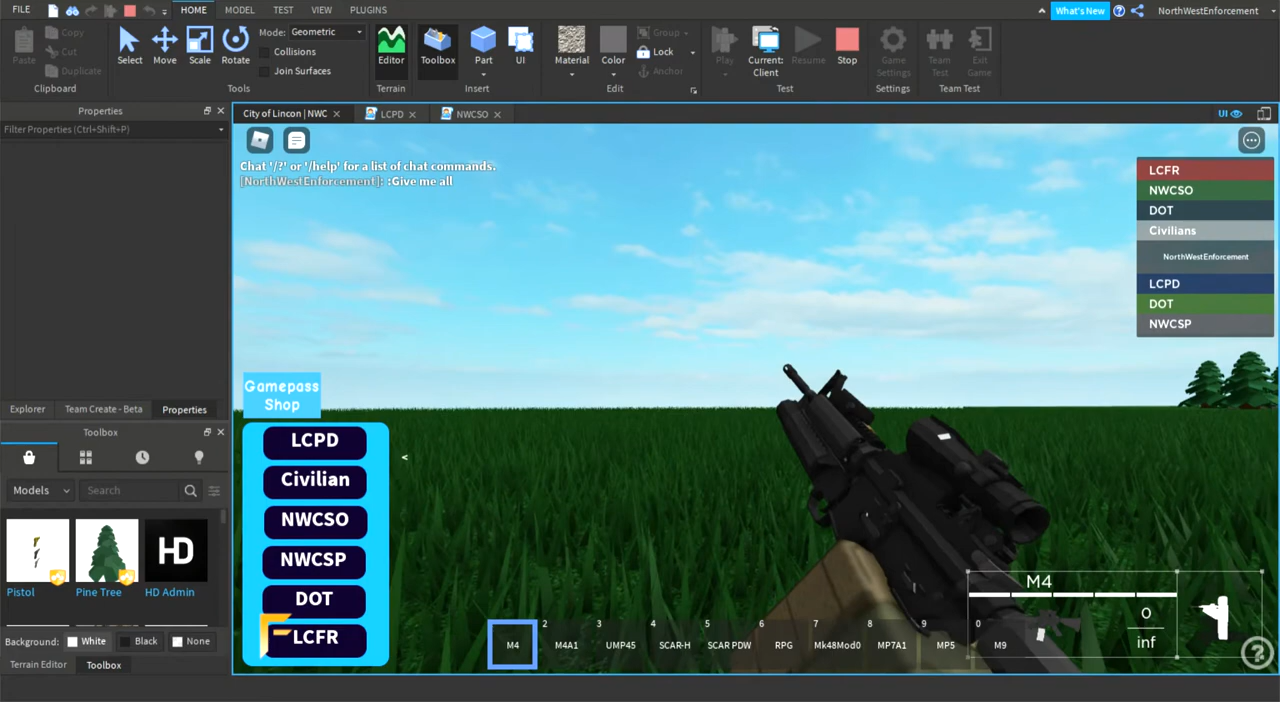 FILE HOME MODEL TEST VIEW PLUGINS What's New NorthWestEnforcement
Paste Copy Cut Duplicate Clipboard
Select Move Scale Rotate Mode: Geometric Collisions Join Surfaces Tools
Editor Terrain
Toolbox Part UI Insert
Material Color Group Lock Anchor Edit
Play Current: Client Resume Stop Test
Game Settings Settings
Team Test Exit Game Team Test
Properties
Filter Properties (Ctrl+Shift+P)
Explorer Team Create - Beta Properties
Toolbox
Models Search
Pistol Pine Tree HD Admin
HD
Background: White Black None
Terrain Editor Toolbox
City of Lincon | NWC LCPD NWCSO UI
Chat '/?' or '/help' for a list of chat commands.
[NorthWestEnforcement]: :Give me all
LCFR
NWCSO
DOT
Civilians
NorthWestEnforcement
LCPD
DOT
NWCSP
Gamepass
Shop
LCPD
Civilian
NWCSO
NWCSP
DOT
LCFR
<
2 3 4 5 6 7 8 9 0
M4 M4A1 UMP45 SCAR-H SCAR PDW RPG Mk48Mod0 MP7A1 MP5 M9
M4
0
inf
?